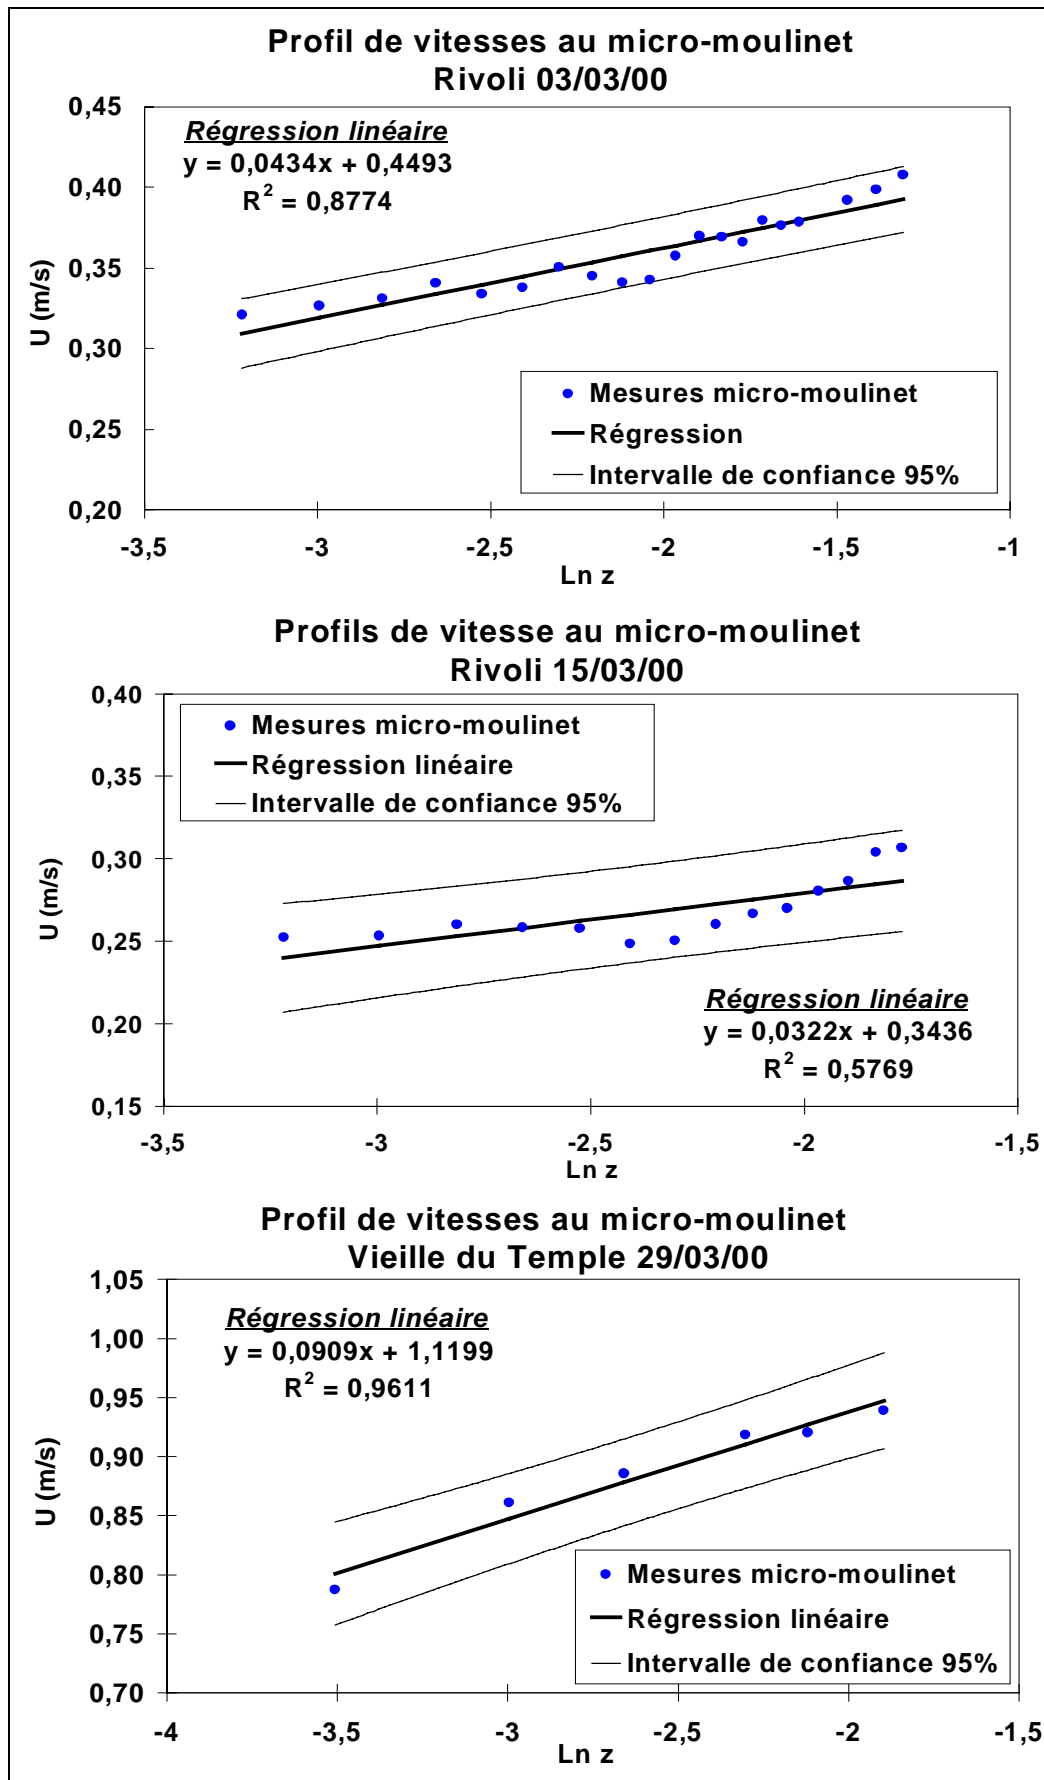 Profil de vitesses au micro-moulinet
Rivoli 03/03/00
0,45
0,40
0,35
0,30
0,25
0,20
U (m/s)
Régression linéaire
y = 0,0434x + 0,4493
R² = 0,8774
Mesures micro-moulinet
Régression
Intervalle de confiance 95%
-3,5 -3 -2,5 -2 -1,5 -1
Ln z
Profils de vitesse au micro-moulinet
Rivoli 15/03/00
0,40
0,35
0,30
0,25
0,20
0,15
U (m/s)
Mesures micro-moulinet
Régression linéaire
Intervalle de confiance 95%
Régression linéaire
y = 0,0322x + 0,3436
R² = 0,5769
-3,5 -3 -2,5 -2 -1,5
Ln z
Profil de vitesses au micro-moulinet
Vieille du Temple 29/03/00
1,05
1,00
0,95
0,90
0,85
0,80
0,75
0,70
U (m/s)
Régression linéaire
y = 0,0909x + 1,1199
R² = 0,9611
Mesures micro-moulinet
Régression linéaire
Intervalle de confiance 95%
-4 -3,5 -3 -2,5 -2 -1,5
Ln z